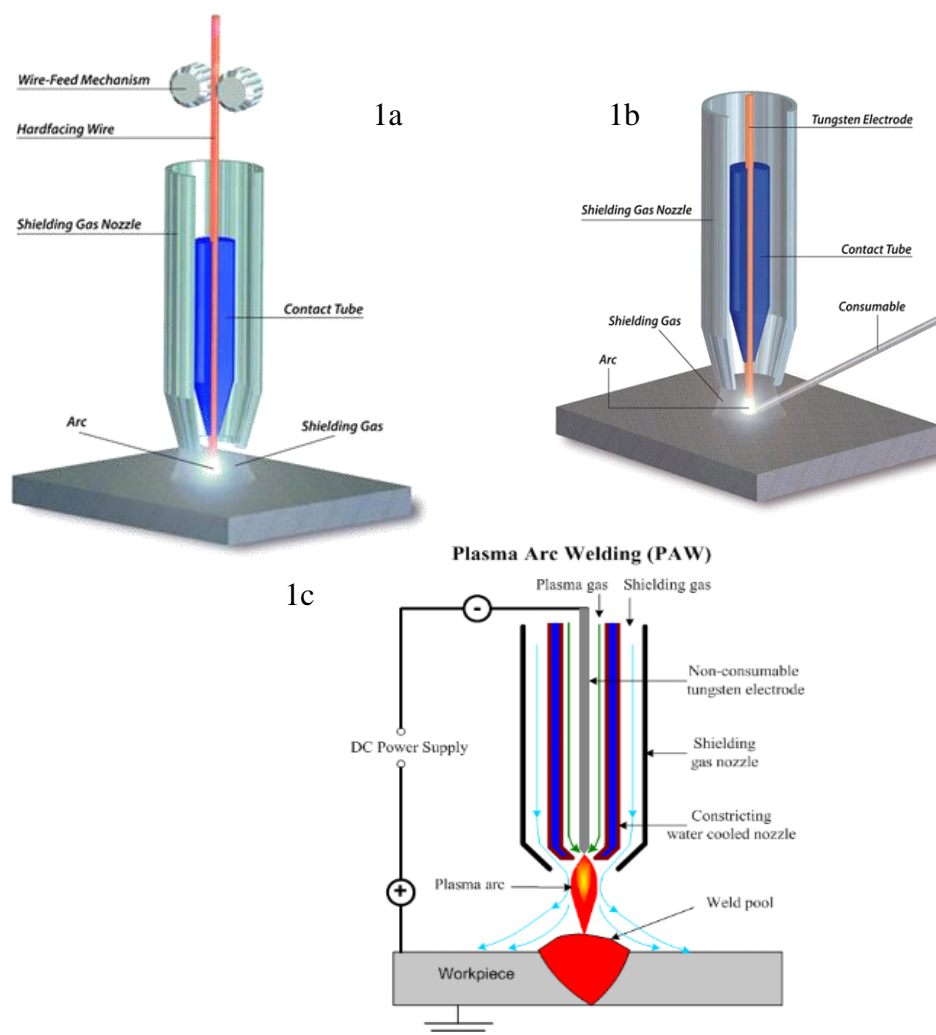 Wire-Feed Mechanism
Hardfacing Wire
Shielding Gas Nozzle
Contact Tube
Arc
Shielding Gas
1a
1b
Tungsten Electrode
Shielding Gas Nozzle
Contact Tube
Consumable
Shielding Gas
Arc
1c
Plasma Arc Welding (PAW)
Plasma gas
Shielding gas
-
Non-consumable
tungsten electrode
DC Power Supply
Shielding
gas nozzle
Constricting
water cooled nozzle
Plasma arc
+
Weld pool
Workpiece